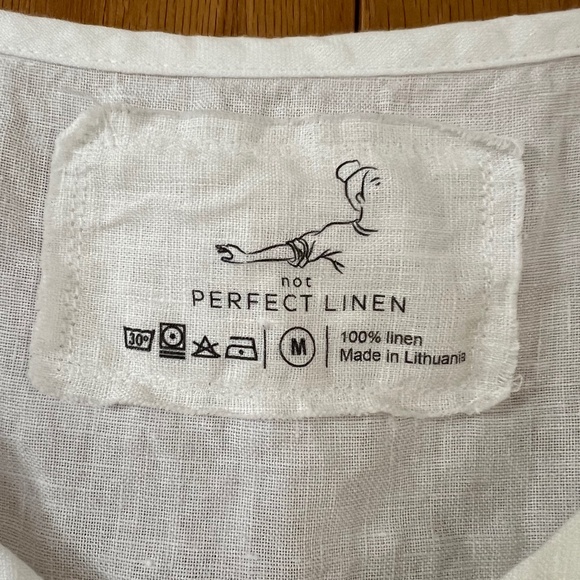 not
PERFECT LINEN
30° M 100% linen
Made in Lithuania